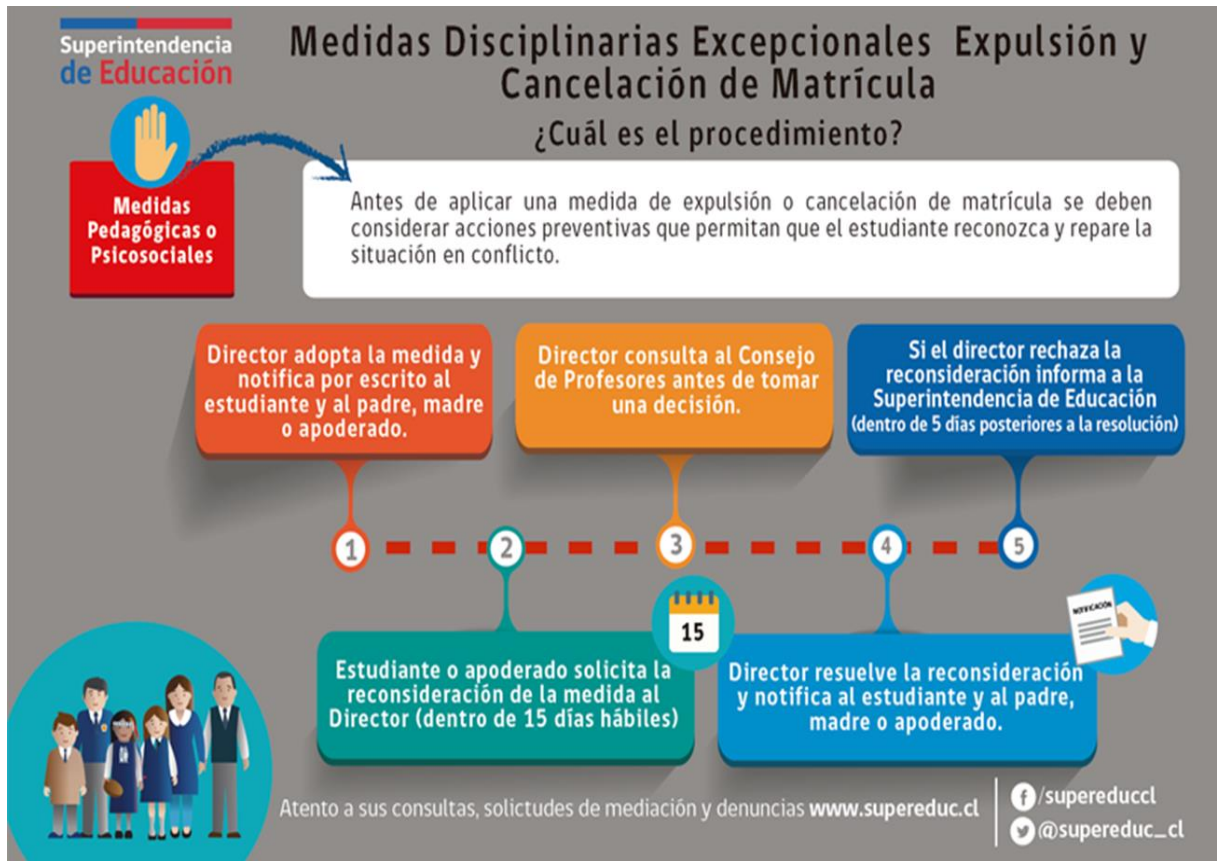 Superintendencia
de Educación
Medidas Disciplinarias Excepcionales Expulsión y
Cancelación de Matrícula
¿Cuál es el procedimiento?
Medidas
Pedagógicas o
Psicosociales
Antes de aplicar una medida de expulsión o cancelación de matrícula se deben
considerar acciones preventivas que permitan que el estudiante reconozca y repare la
situación en conflicto.
Director adopta la medida y
notifica por escrito al
estudiante y al padre, madre
o apoderado.
1
Estudiante o apoderado solicita la
reconsideración de la medida al
Director (dentro de 15 días hábiles)
2
15
Director consulta al Consejo
de Profesores antes de tomar
una decisión.
3
Director resuelve la reconsideración
y notifica al estudiante y al padre,
madre o apoderado.
4
NOTIFICACIÓN
Si el director rechaza la
reconsideración informa a la
Superintendencia de Educación
(dentro de 5 días posteriores a la resolución)
5
Atento a sus consultas, solictudes de mediación y denuncias www.supereduc.cl
f /supereduccl
@supereduc_cl